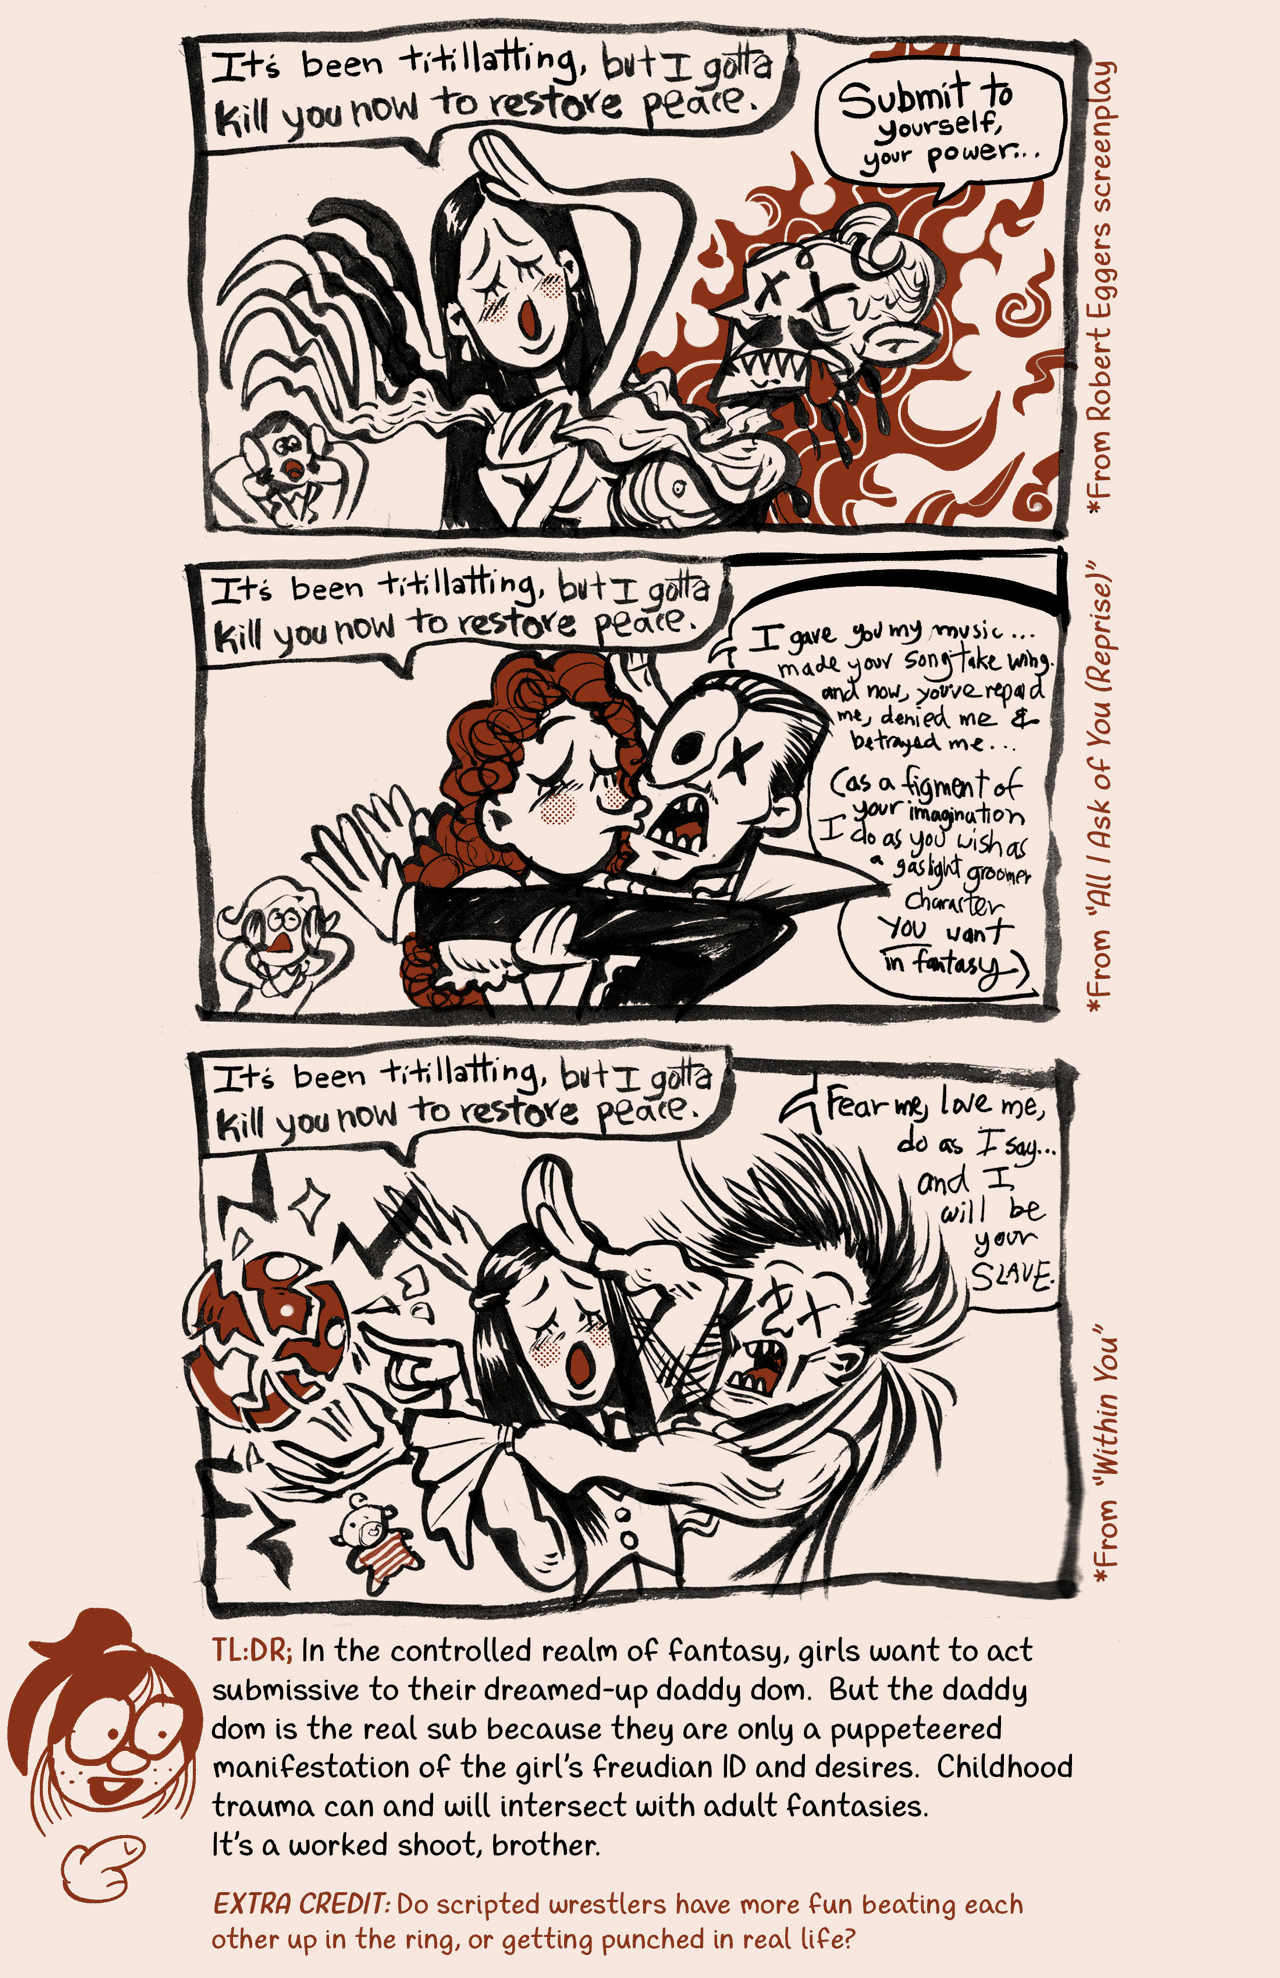 It's been titillatting, but I gotta
kill you now to restore peace.
Submit to
yourself,
your power...
*From Robert Eggers screenplay
It's been titillatting, but I gotta
kill you now to restore peace.
I gave you my music...
made your song take wing.
and now, you've repaid
me, denied me &
betrayed me...
(as a figment of
your imagination
I do as you wish as
a gaslight groomer
character
YOU want
in fantasy)
*From "All I Ask of You (Reprise)"
It's been titillatting, but I gotta
kill you now to restore peace.
Fear me, love me,
do as I say...
and I
will be
your
SLAVE.
*From "Within You"
TL:DR; In the controlled realm of fantasy, girls want to act
submissive to their dreamed-up daddy dom. But the daddy
dom is the real sub because they are only a puppeteered
manifestation of the girl's freudian ID and desires. Childhood
trauma can and will intersect with adult fantasies.
It's a worked shoot, brother.
EXTRA CREDIT: Do scripted wrestlers have more fun beating each
other up in the ring, or getting punched in real life?